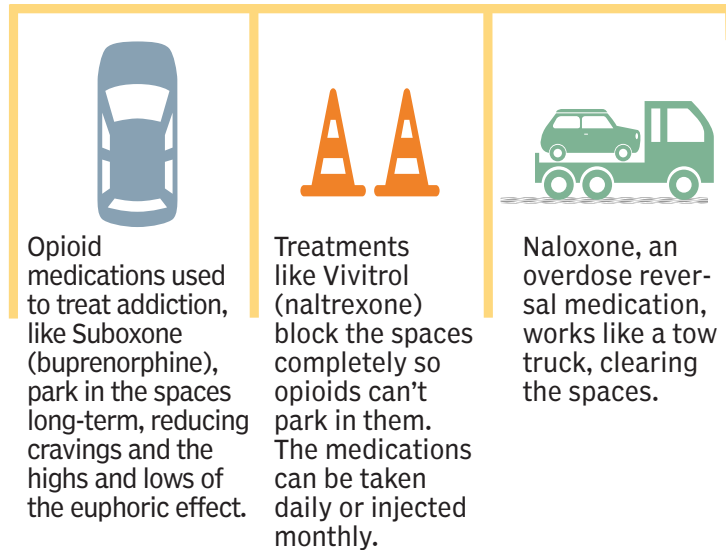 Opioid
medications used
to treat addiction,
like Suboxone
(buprenorphine),
park in the spaces
long-term, reducing
cravings and the
highs and lows of
the euphoric effect.
Treatments
like Vivitrol
(naltrexone)
block the spaces
completely so
opioids can’t
park in them.
The medications
can be taken
daily or injected
monthly.
Naloxone, an
overdose rever-
sal medication,
works like a tow
truck, clearing
the spaces.